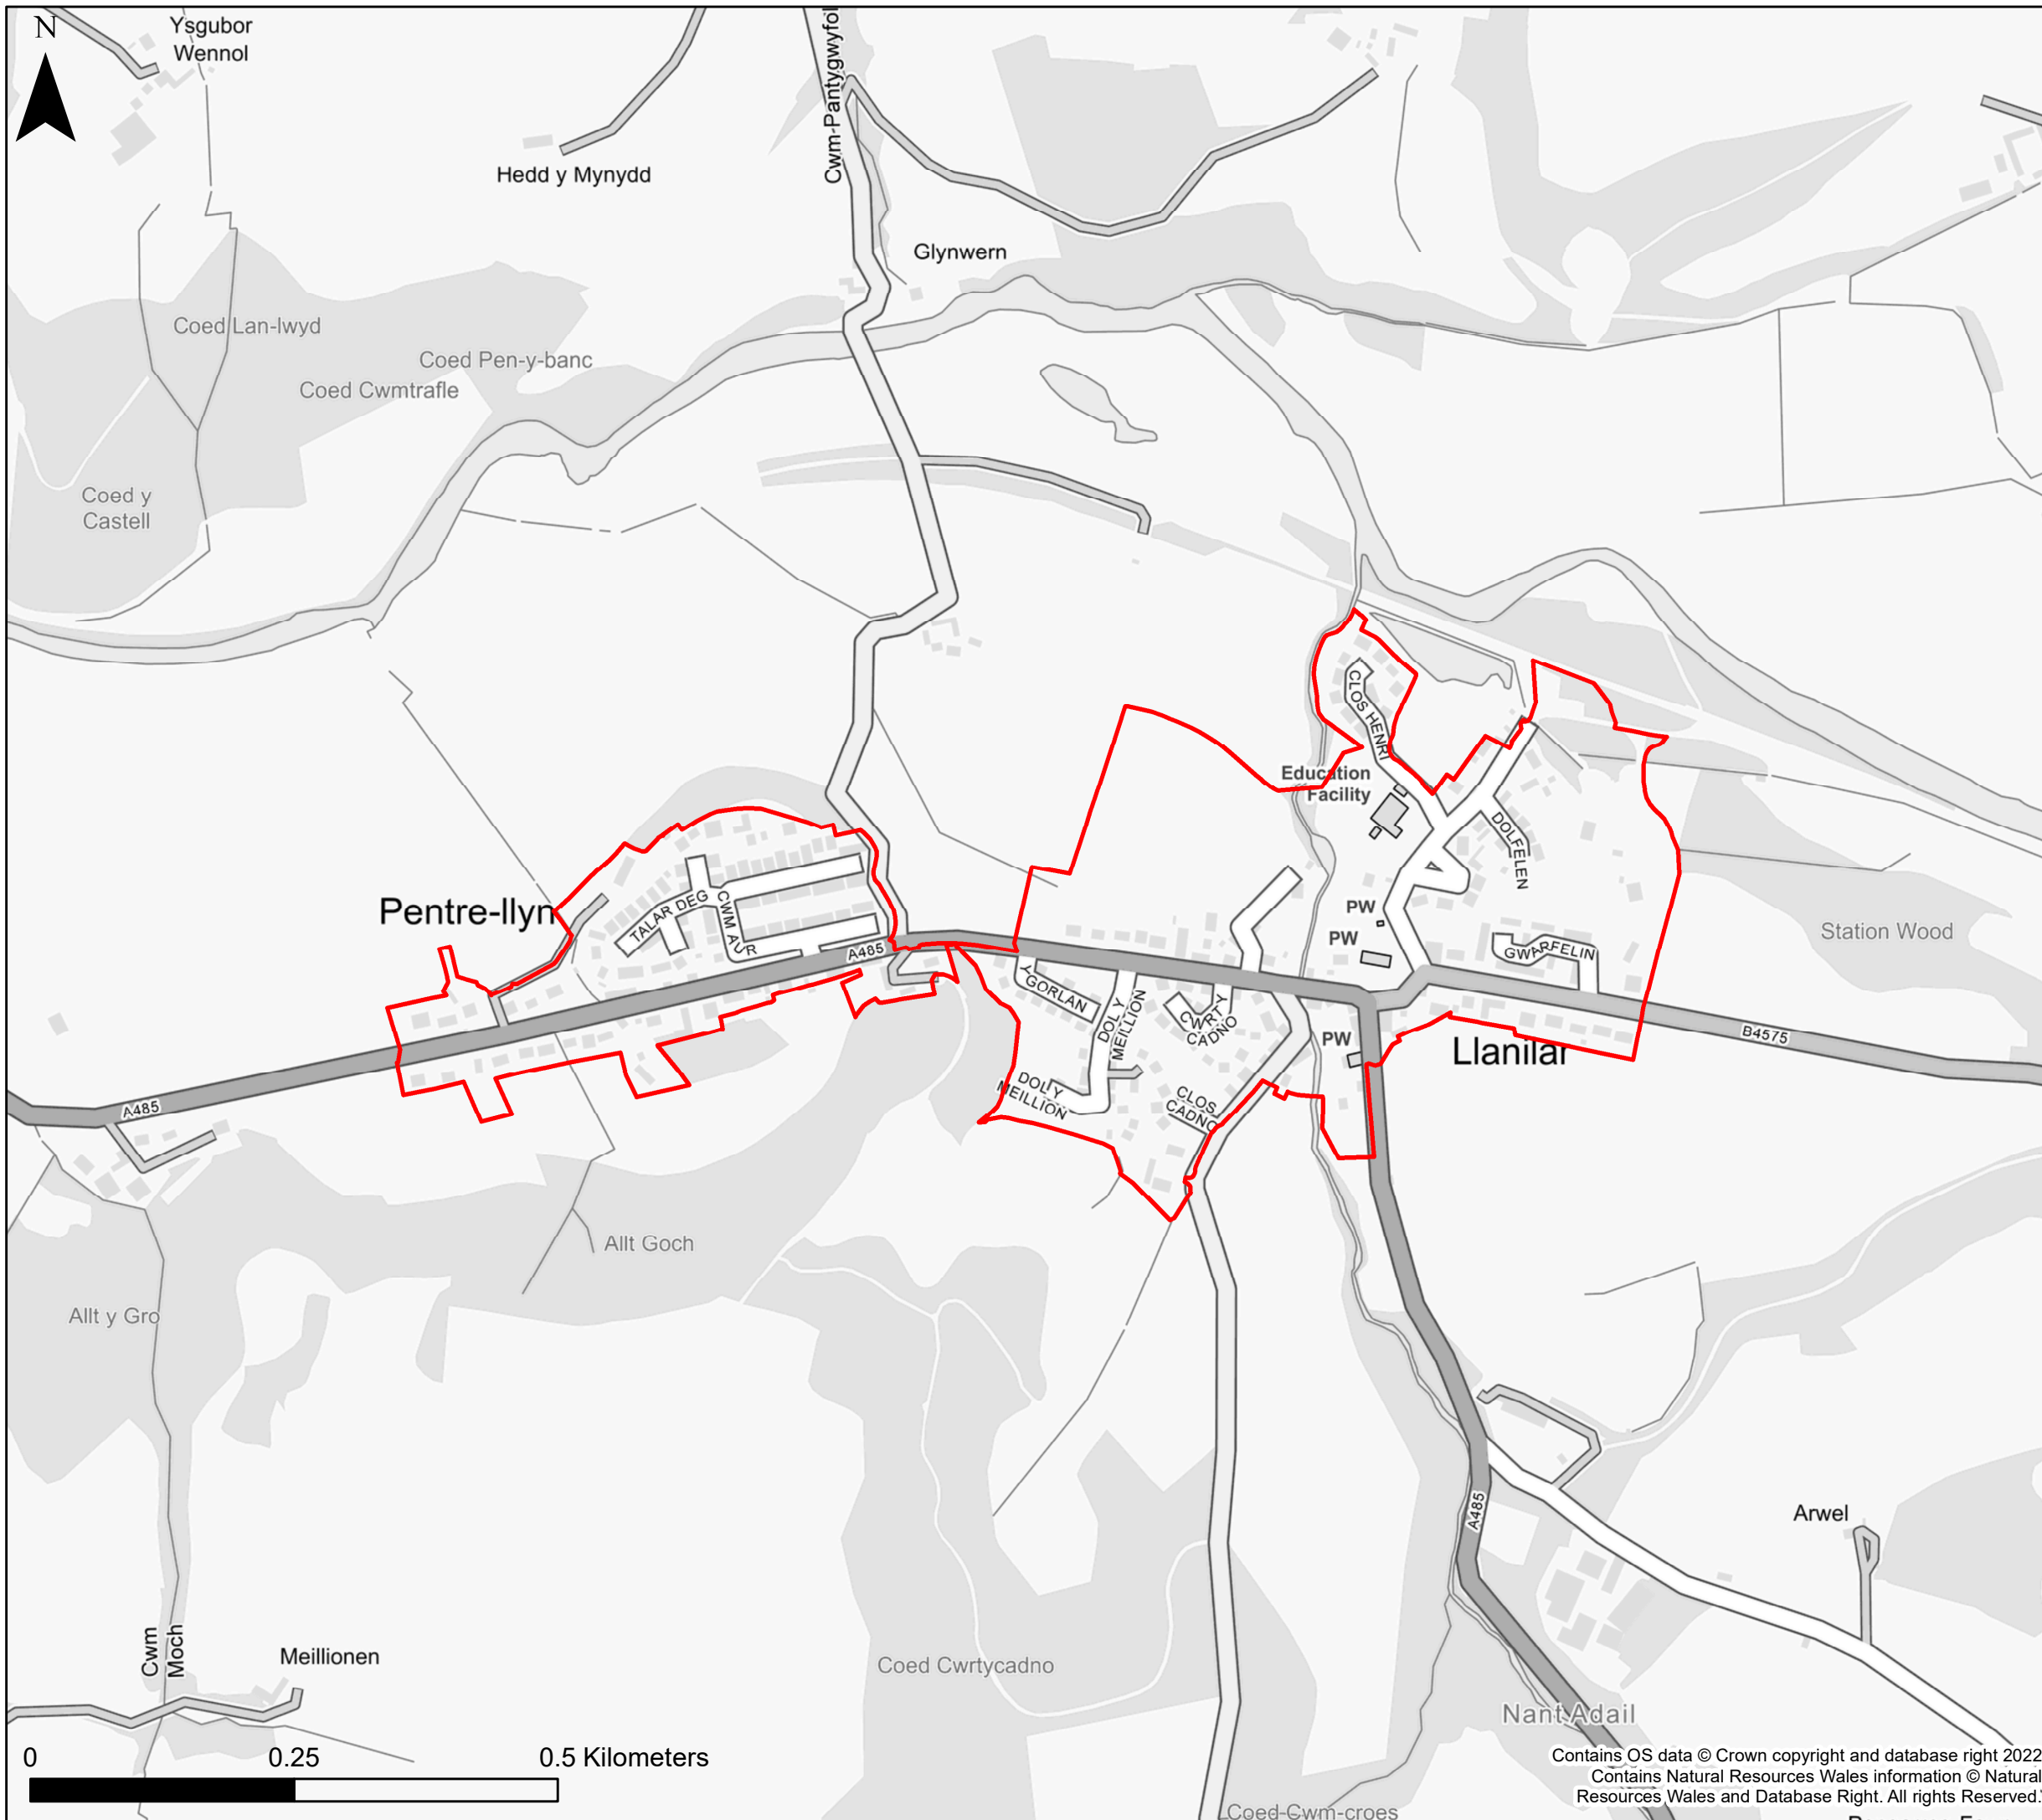 N
Ysgubor
Wennol
Cwm-Pantygwyfol
Hedd y Mynydd
Glynwern
Coed Lan-lwyd
Coed Pen-y-banc
Coed Cwmtrafle
Coed y
Castell
CLOS HENRI
Education
Facility
DOLFELEN
Pentre-llyn
TALAR DEG
CWM AUR
A485
PW
PW
GWARFELIN
Station Wood
Y GORLAN
DOL Y
MEILLION
CWRT Y
CADNO
PW
Llanilar
B4575
DOL Y
MEILLION
CLOS
CADNO
A485
Allt Goch
Allt y Gro
A485
Arwel
Cwm
Moch
Meillionen
Coed Cwrtycadno
Nant Adail
0
0.25
0.5 Kilometers
Contains OS data © Crown copyright and database right 2022
Contains Natural Resources Wales information © Natural
Resources Wales and Database Right. All rights Reserved.
Coed-Cwm-croes